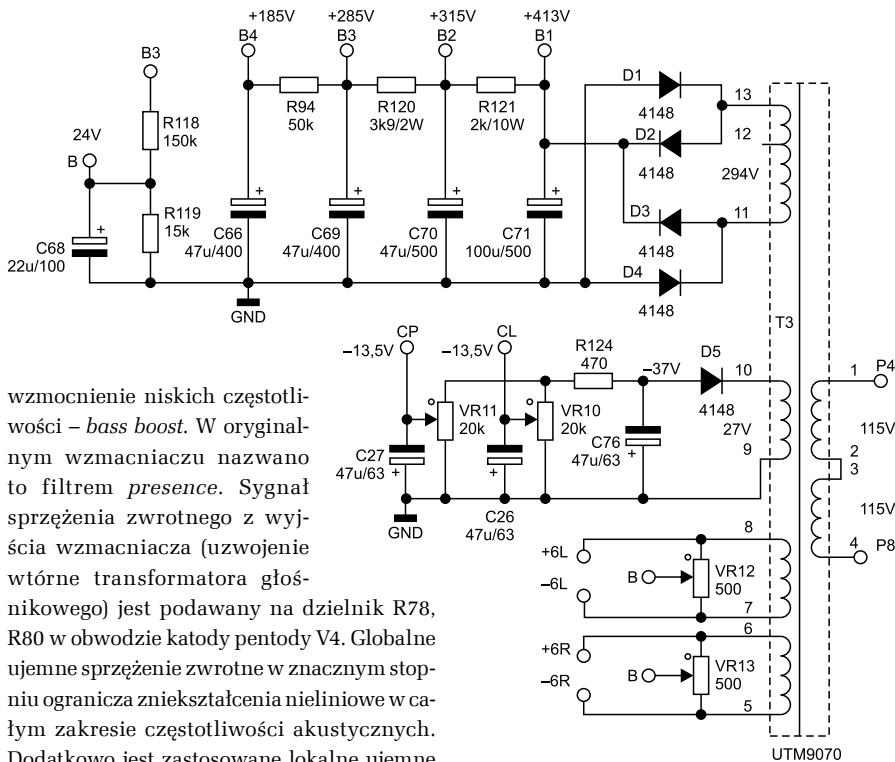 +185V +285V +315V +413V
B4 B3 B2 B1
B3
D1
13
R94
50k
R120
3k9/2W
R121
2k/10W
4148
24V
B
R118
150k
D2
12
4148
294V
R119
15k
D3
11
+
C68
22u/100
+
C66
47u/400
+
C69
47u/400
+
C70
47u/500
+
C71
100u/500
4148
D4
4148
GND
T3
CP
–13,5V
CL
–13,5V
R124
470
–37V
D5
10
4148
27V
9
1
P4
115V
2
3
115V
4
P8
VR11
20k
VR10
20k
C27
47u/63
+
C26
47u/63
+
C76
47u/63
+
GND
8
+6L
–6L
B
VR12
500
7
6
+6R
–6R
B
VR13
500
5
UTM9070
wzmocnienie niskich częstotli-
wości – bass boost. W oryginal-
nym wzmacniaczu nazwano
to filtrem presence. Sygnał
sprzężenia zwrotnego z wyj-
ścia wzmacniacza (uzwojenie
wtórne transformatora głoś-
nikowego) jest podawany na dzielnik R78,
R80 w obwodzie katody pentody V4. Globalne
ujemne sprzężenie zwrotne w znacznym stop-
niu ogranicza zniekształcenia nieliniowe w ca-
łym zakresie częstotliwości akustycznych.
Dodatkowo jest zastosowane lokalne ujemne